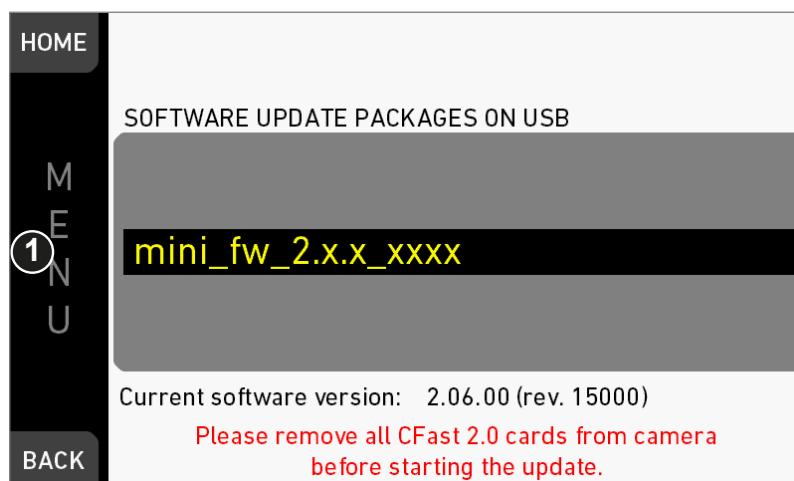 HOME
SOFTWARE UPDATE PACKAGES ON USB
MENU
1
mini_fw_2.x.x_xxxx
Current software version: 2.06.00 (rev. 15000)
Please remove all CFast 2.0 cards from camera
before starting the update.
BACK